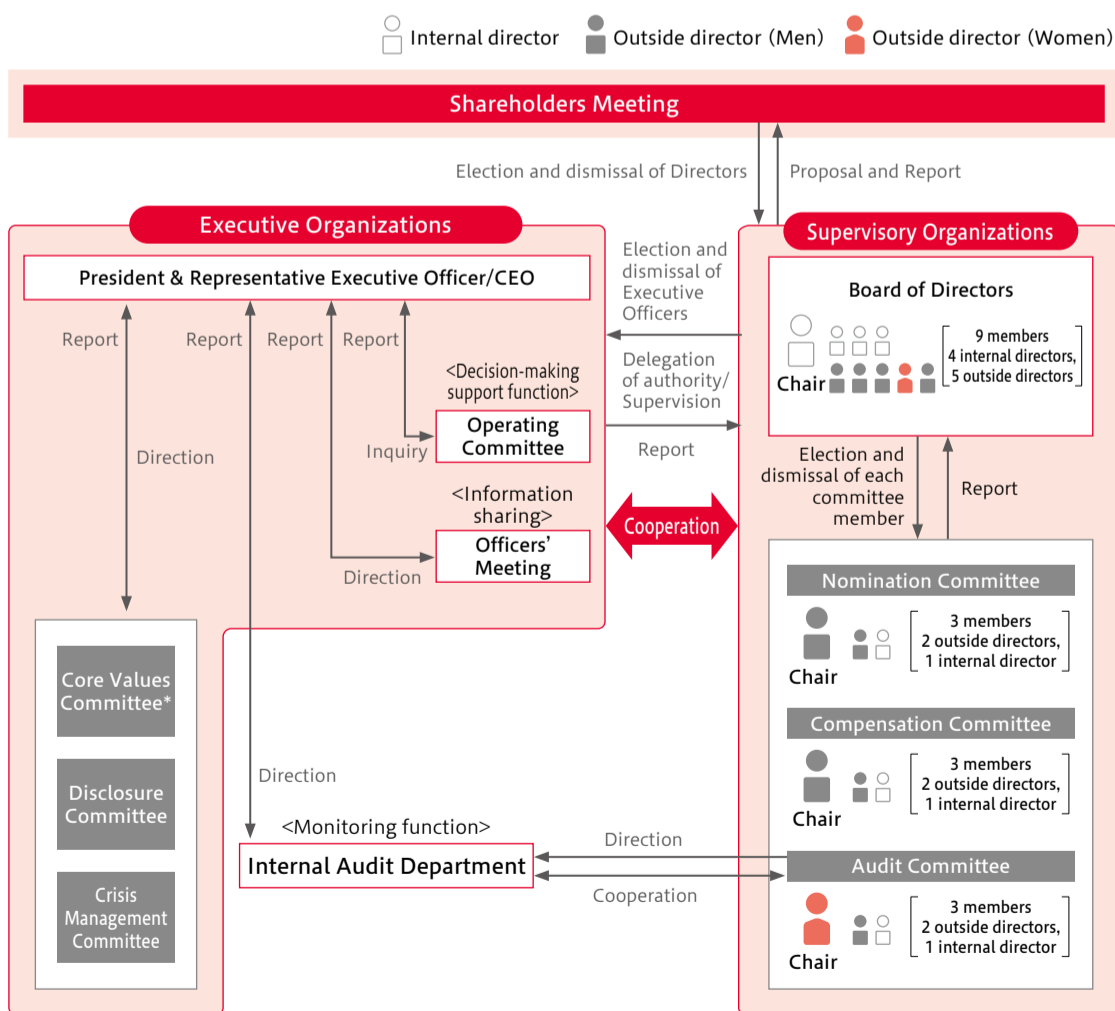 Internal director
Outside director (Men)
Outside director (Women)
Shareholders Meeting
Election and dismissal of Directors
Proposal and Report
Executive Organizations
President & Representative Executive Officer/CEO
Report
Report
Report
Report
<Decision-making
support function>
Operating
Committee
Inquiry
Direction
<Information
sharing>
Officers'
Meeting
Direction
Core Values
Committee*
Disclosure
Committee
Crisis
Management
Committee
Direction
<Monitoring function>
Internal Audit Department
Election and
dismissal of
Executive
Officers
Delegation
of authority/
Supervision
Report
Cooperation
Direction
Cooperation
Supervisory Organizations
Board of Directors
Chair
9 members
4 internal directors,
5 outside directors
Election and
dismissal of each
committee
member
Report
Nomination Committee
Chair
3 members
2 outside directors,
1 internal director
Compensation Committee
Chair
3 members
2 outside directors,
1 internal director
Audit Committee
Chair
3 members
2 outside directors,
1 internal director